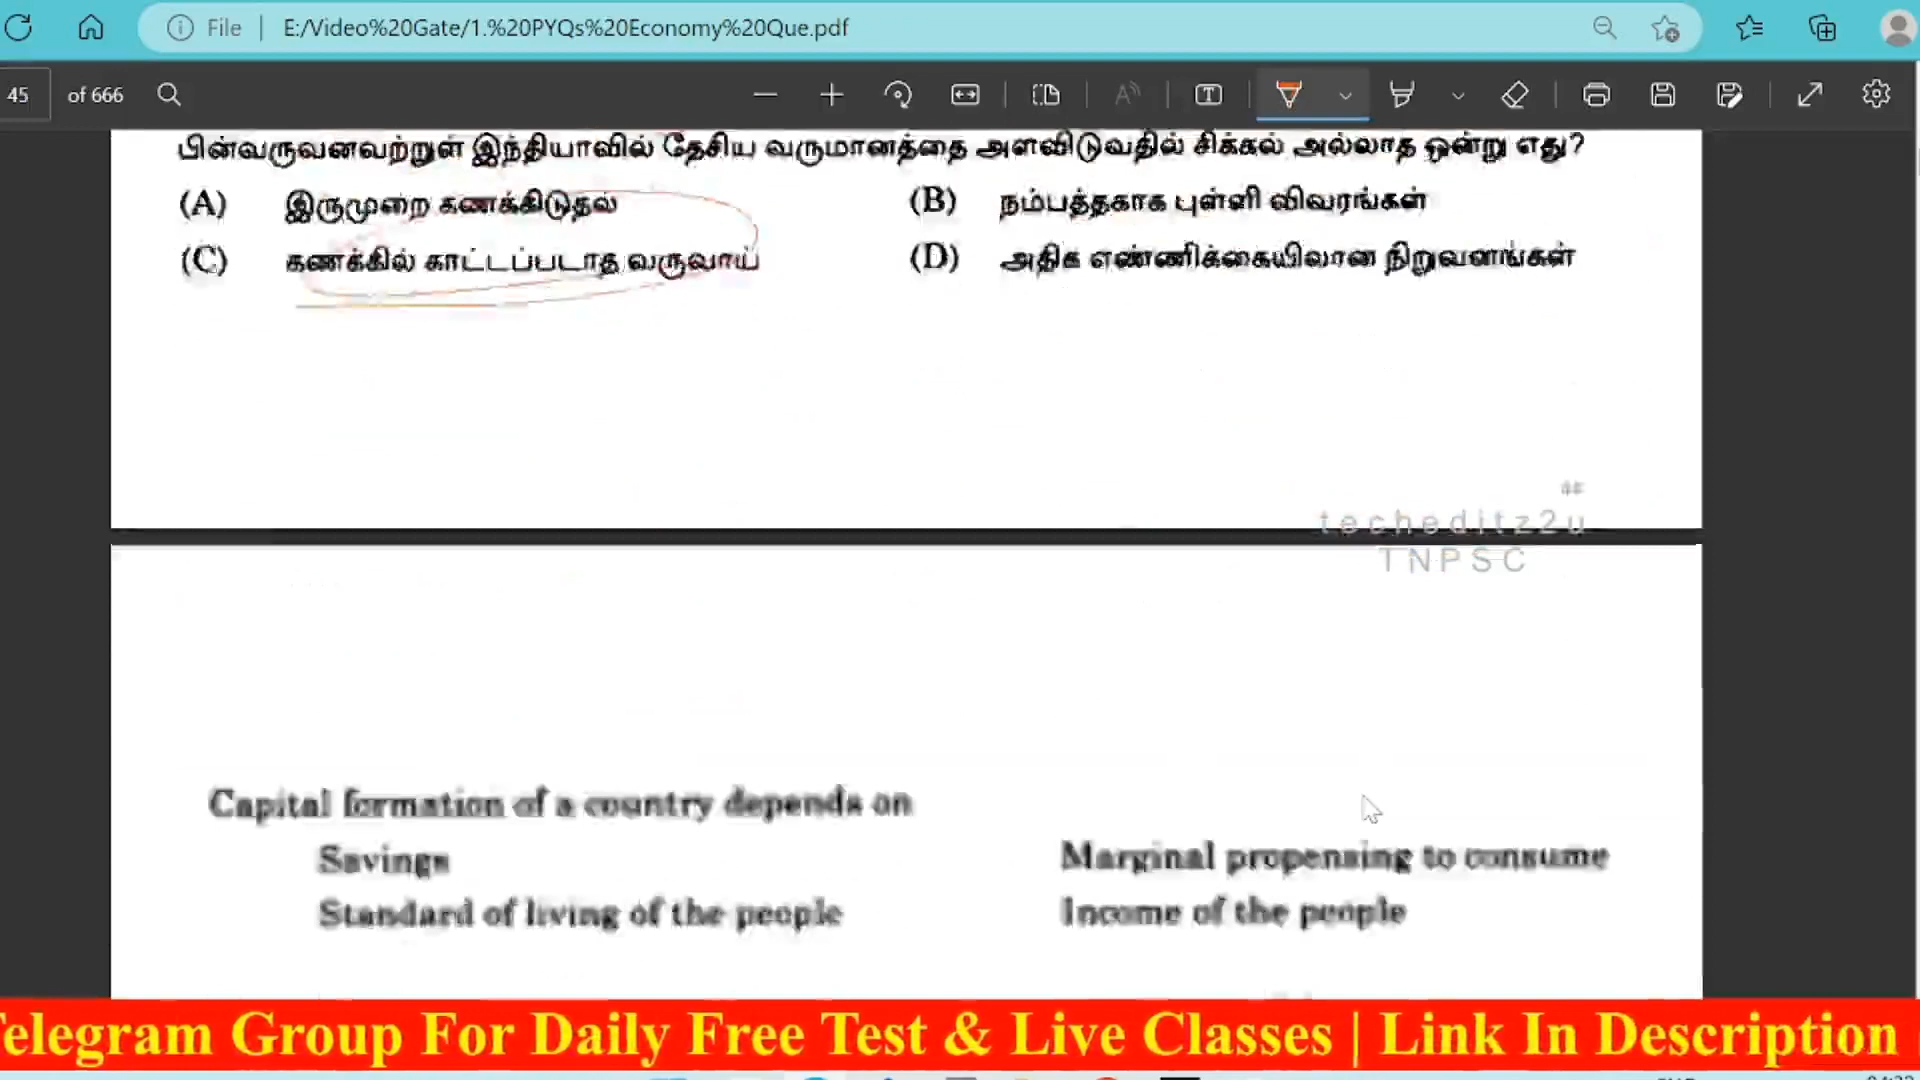 File
E:/Video%20Gate/1.%20PYQs%20Economy%20Que.pdf
45 of 666
பின்வருவனவற்றுள் இந்தியாவில் தேசிய வருமானத்தை அளவிடுவதில் சிக்கல் அல்லாத ஒன்று எது?
(A) இருமுறை கணக்கிடுதல்
(B) நம்பத்தகாக புள்ளி விவரங்கள்
(C) கணக்கில் காட்டப்படாத வருவாய்
(D) அதிக எண்ணிக்கையிலான நிறுவனங்கள்
techeditz2u
TNPSC
Capital formation of a country depends on
Savings
Marginal propensing to consume
Standard of living of the people
Income of the people
elegram Group For Daily Free Test & Live Classes | Link In Description